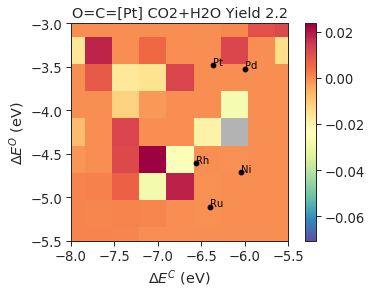 O=C=[Pt] CO2+H2O Yield 2.2
−3.0
−3.5
−4.0
−4.5
−5.0
−5.5
ΔE^O (eV)
Pt
Pd
Rh
Ni
Ru
−8.0 −7.5 −7.0 −6.5 −6.0 −5.5
ΔE^C (eV)
0.02
0.00
−0.02
−0.04
−0.06